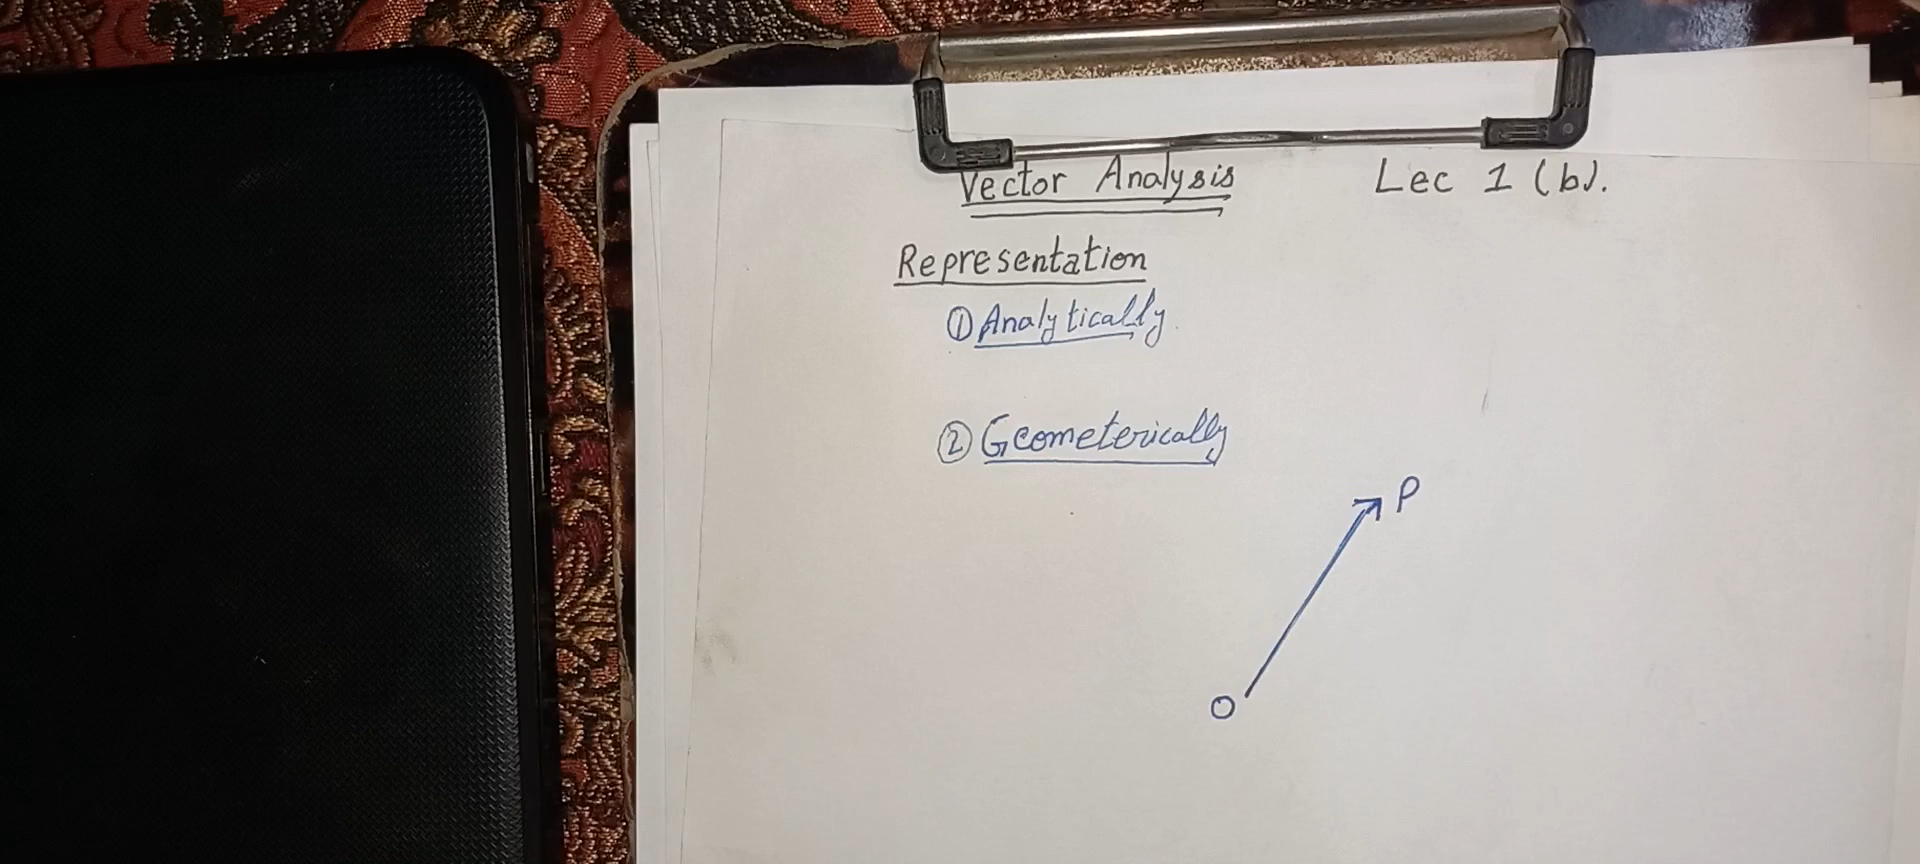 Vector Analysis Lec 1 (b).
Representation
① Analytically.
② Geometerically
P
O